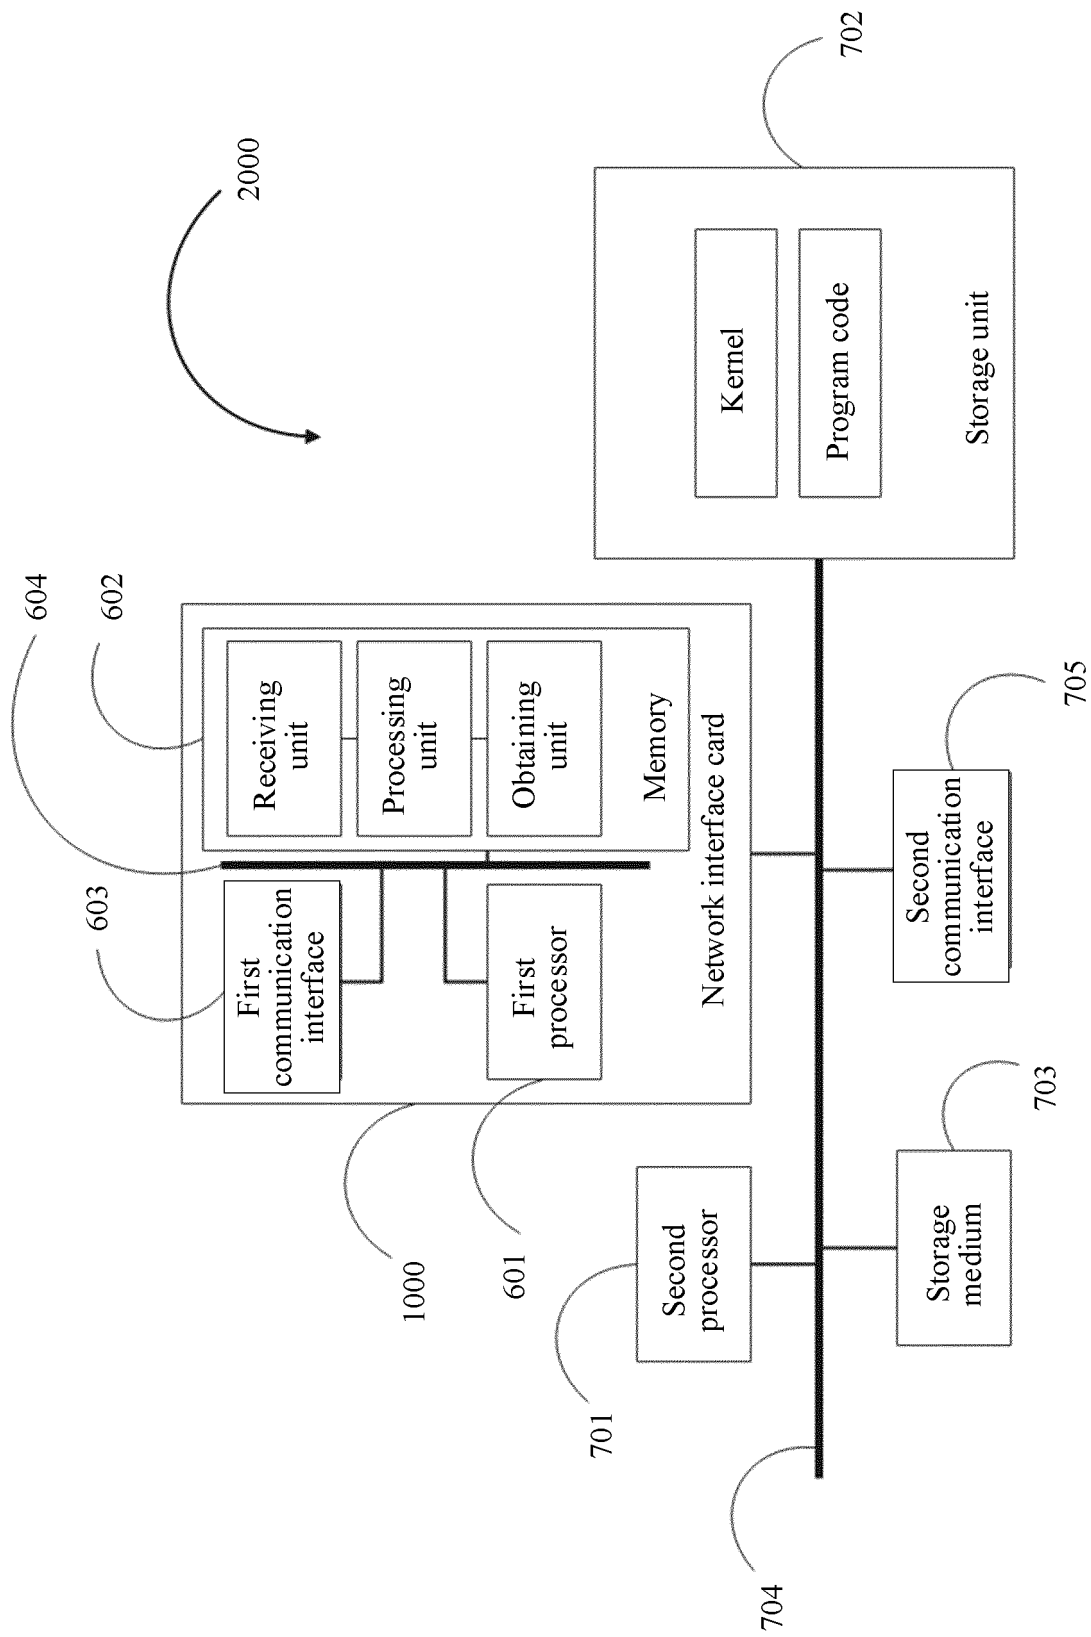 2000
604
602
603
Receiving
unit
Processing
unit
Obtaining
unit
Memory
First
communication
interface
First
processor
Network interface card
1000
601
701
Second
processor
702
Kernel
Program code
Storage unit
704
703
Storage
medium
705
Second
communication
interface